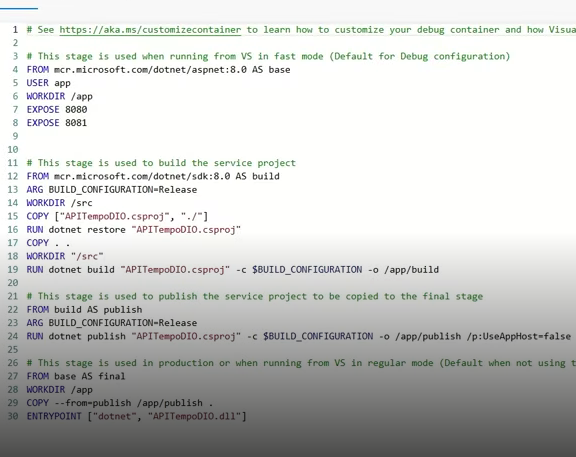 1 # See https://aka.ms/customizecontainer to learn how to customize your debug container and how
2
3 # This stage is used when running from VS in fast mode (Default for Debug configuration)
4 FROM mcr.microsoft.com/dotnet/aspnet:8.0 AS base
5 USER app
6 WORKDIR /app
7 EXPOSE 8080
8 EXPOSE 8081
9
10
11 # This stage is used to build the service project
12 FROM mcr.microsoft.com/dotnet/sdk:8.0 AS build
13 ARG BUILD_CONFIGURATION=Release
14 WORKDIR /src
15 COPY ["APITempoDIO.csproj", "./"]
16 RUN dotnet restore "APITempoDIO.csproj"
17 COPY . .
18 WORKDIR "/src"
19 RUN dotnet build "APITempoDIO.csproj" -c $BUILD_CONFIGURATION -o /app/build
20
21 # This stage is used to publish the service project to be copied to the final stage
22 FROM build AS publish
23 ARG BUILD_CONFIGURATION=Release
24 RUN dotnet publish "APITempoDIO.csproj" -c $BUILD_CONFIGURATION -o /app/publish /p:UseAppHost=false
25
26 # This stage is used in production or when running from VS in regular mode (Default when not using
27 FROM base AS final
28 WORKDIR /app
29 COPY --from=publish /app/publish .
30 ENTRYPOINT ["dotnet", "APITempoDIO.dll"]